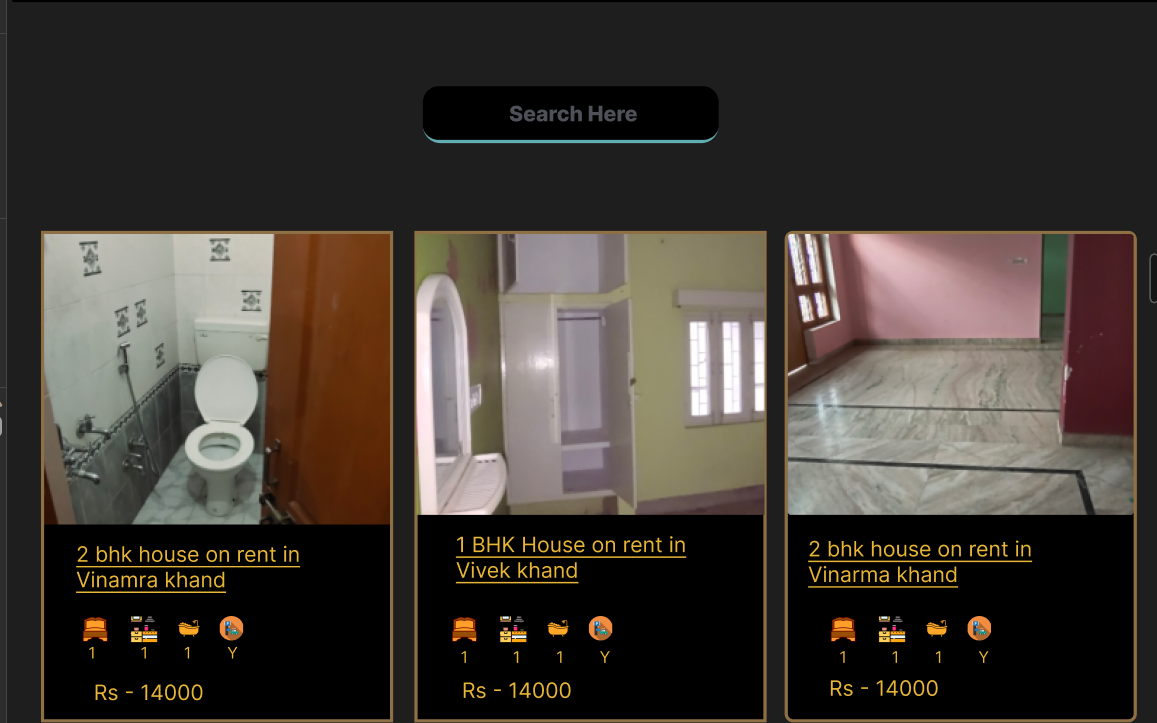 Search Here
2 bhk house on rent in
Vinamra khand
1 1 1 Y
Rs - 14000
1 BHK House on rent in
Vivek khand
1 1 1 Y
Rs - 14000
2 bhk house on rent in
Vinarma khand
1 1 1 Y
Rs - 14000